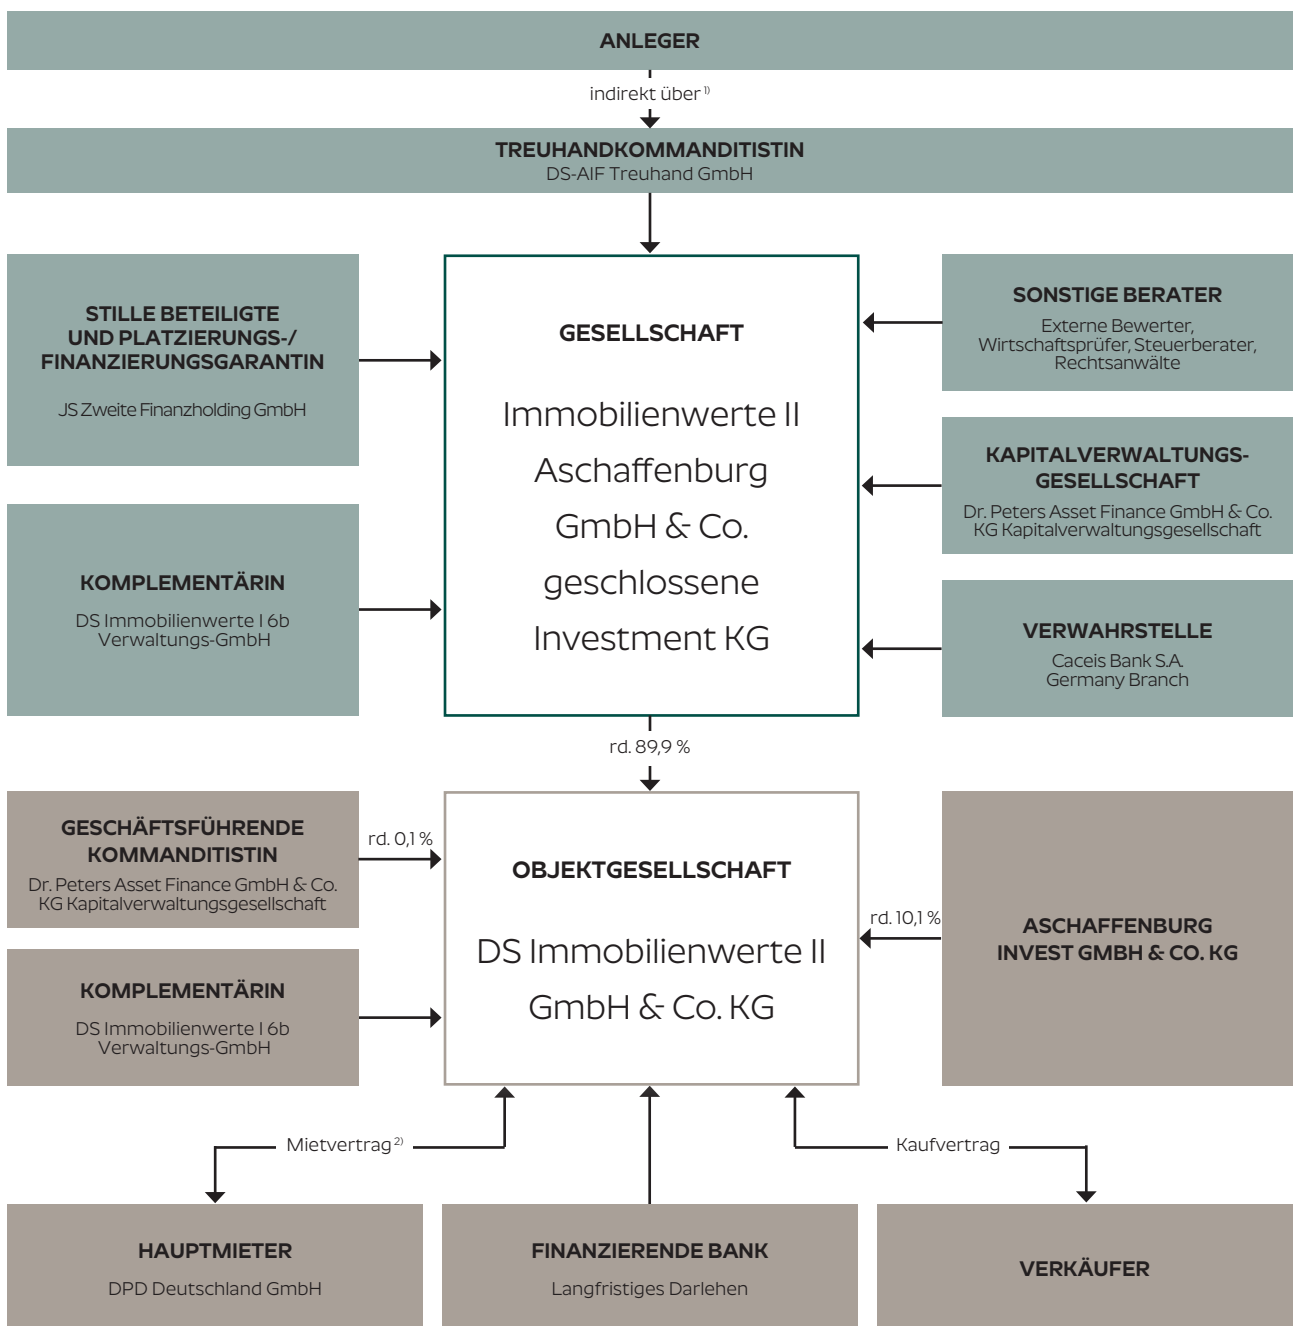 ANLEGER
indirekt über 1)
TREUHANDKOMMANDITISTIN
DS-AIF Treuhand GmbH
STILLE BETEILIGTE
UND PLATZIERUNGS-/
FINANZIERUNGSGARANTIN
JS Zweite Finanzholding GmbH
KOMPLEMENTÄRIN
DS Immobilienwerte I 6b
Verwaltungs-GmbH
GESELLSCHAFT
Immobilienwerte II
Aschaffenburg
GmbH & Co.
geschlossene
Investment KG
SONSTIGE BERATER
Externe Bewerter,
Wirtschaftsprüfer, Steuerberater,
Rechtsanwälte
KAPITALVERWALTUNGS-
GESELLSCHAFT
Dr. Peters Asset Finance GmbH & Co.
KG Kapitalverwaltungsgesellschaft
VERWAHRSTELLE
Caceis Bank S.A.
Germany Branch
rd. 89,9 %
GESCHÄFTSFÜHRENDE
KOMMANDITISTIN
Dr. Peters Asset Finance GmbH & Co.
KG Kapitalverwaltungsgesellschaft
rd. 0,1 %
KOMPLEMENTÄRIN
DS Immobilienwerte I 6b
Verwaltungs-GmbH
OBJEKTGESELLSCHAFT
DS Immobilienwerte II
GmbH & Co. KG
rd. 10,1 %
ASCHAFFENBURG
INVEST GMBH & CO. KG
Mietvertrag 2)
Kaufvertrag
HAUPTMIETER
DPD Deutschland GmbH
FINANZIERENDE BANK
Langfristiges Darlehen
VERKÄUFER